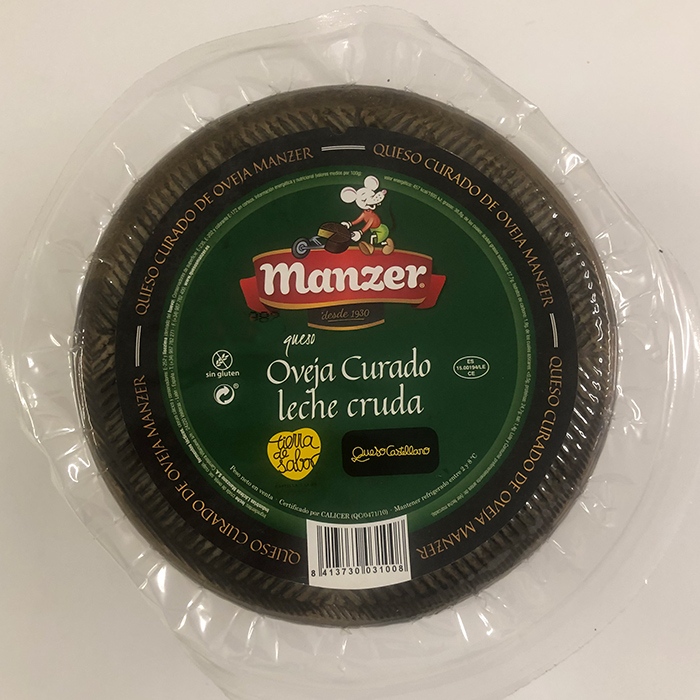 QUESO CURADO DE OVEJA MANZER
QUESO CURADO DE OVEJA MANZER
QUESO CURADO DE OVEJA MANZER
QUESO CURADO DE OVEJA MANZER
Manzer
desde 1930
queso
Oveja Curado
leche cruda
sin gluten
ES
15.00194/LE
CE
tierra
de
sabor
Queso Castellano
Peso neto en venta · Certificado por CALICER (QC/0471/10) · Mantener refrigerado entre 2 y 8°C
8 413730 031008